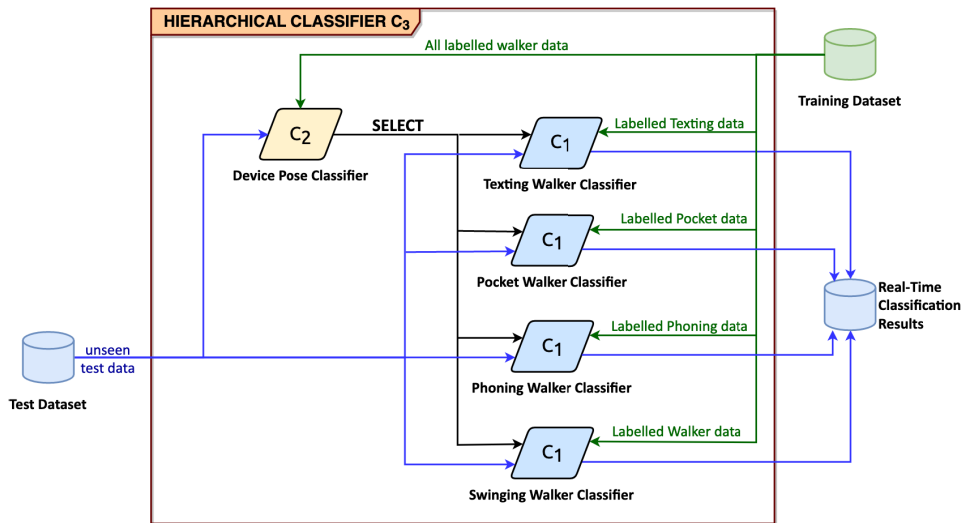 HIERARCHICAL CLASSIFIER C3
All labelled walker data
Training Dataset
C2
SELECT
Device Pose Classifier
Labelled Texting data
C1
Texting Walker Classifier
Labelled Pocket data
C1
Pocket Walker Classifier
Real-Time
Classification
Results
Labelled Phoning data
C1
Phoning Walker Classifier
unseen
test data
Test Dataset
Labelled Walker data
C1
Swinging Walker Classifier